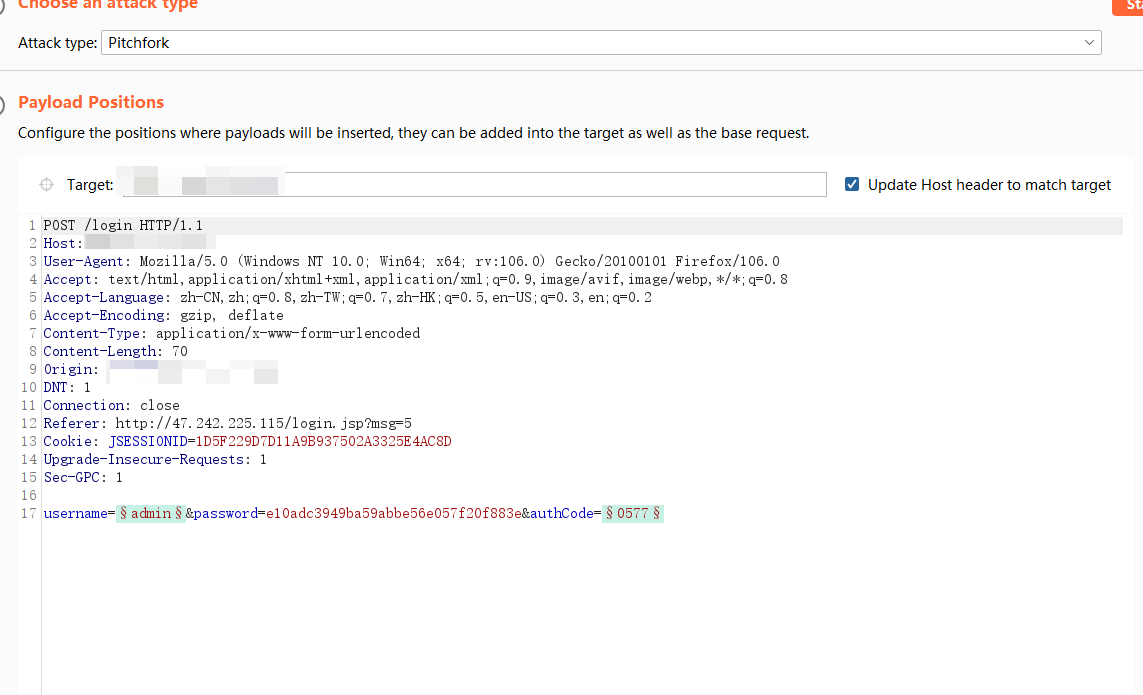 Choose an attack type
Sta
Attack type: Pitchfork
Payload Positions
Configure the positions where payloads will be inserted, they can be added into the target as well as the base request.
Target:
Update Host header to match target
1 POST /login HTTP/1.1
2 Host:
3 User-Agent: Mozilla/5.0 (Windows NT 10.0; Win64; x64; rv:106.0) Gecko/20100101 Firefox/106.0
4 Accept: text/html,application/xhtml+xml,application/xml;q=0.9,image/avif,image/webp,*/*;q=0.8
5 Accept-Language: zh-CN,zh;q=0.8,zh-TW;q=0.7,zh-HK;q=0.5,en-US;q=0.3,en;q=0.2
6 Accept-Encoding: gzip, deflate
7 Content-Type: application/x-www-form-urlencoded
8 Content-Length: 70
9 Origin:
10 DNT: 1
11 Connection: close
12 Referer: http://47.242.225.115/login.jsp?msg=5
13 Cookie: JSESSIONID=1D5F229D7D11A9B937502A3325E4AC8D
14 Upgrade-Insecure-Requests: 1
15 Sec-GPC: 1
16
17 username=§admin§&password=e10adc3949ba59abbe56e057f20f883e&authCode=§0577§